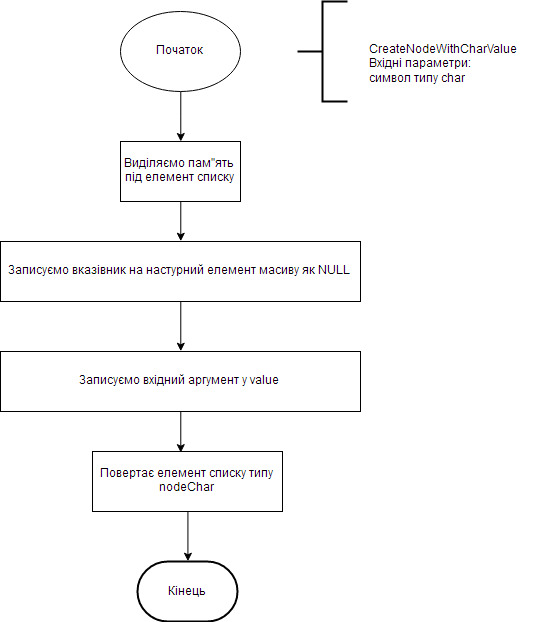 Початок
CreateNodeWithCharValue
Вхідні параметри:
символ типу char
Виділяємо пам"ять
під елемент списку
Записуємо вказівник на настурний елемент масиву як NULL
Записуємо вхідний аргумент у value
Повертає елемент списку типу
nodeChar
Кінець